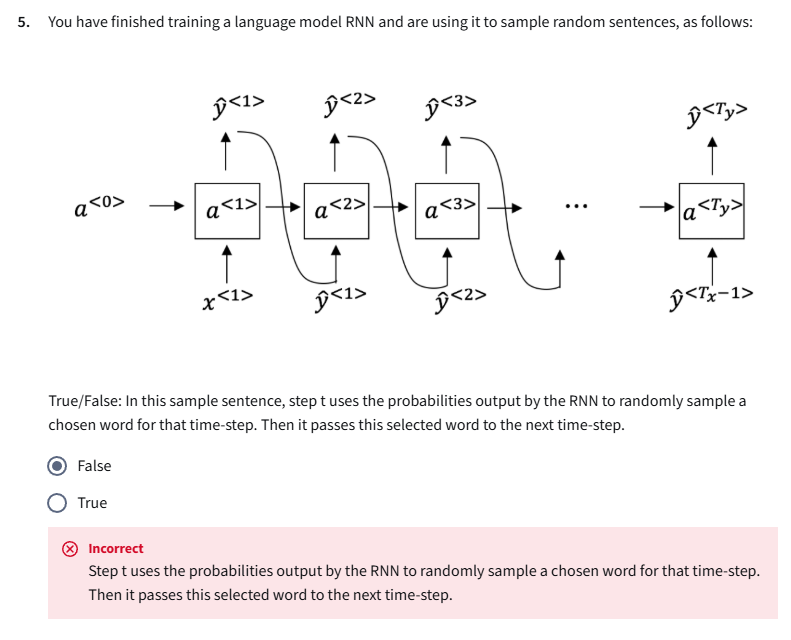 5. You have finished training a language model RNN and are using it to sample random sentences, as follows:
ŷ<1> ŷ<2> ŷ<3> ŷ<Ty>
a<0> a<1> a<2> a<3> ... a<Ty>
x<1> ŷ<1> ŷ<2> ŷ<Tx−1>
True/False: In this sample sentence, step t uses the probabilities output by the RNN to randomly sample a
chosen word for that time-step. Then it passes this selected word to the next time-step.
False
True
Incorrect
Step t uses the probabilities output by the RNN to randomly sample a chosen word for that time-step.
Then it passes this selected word to the next time-step.